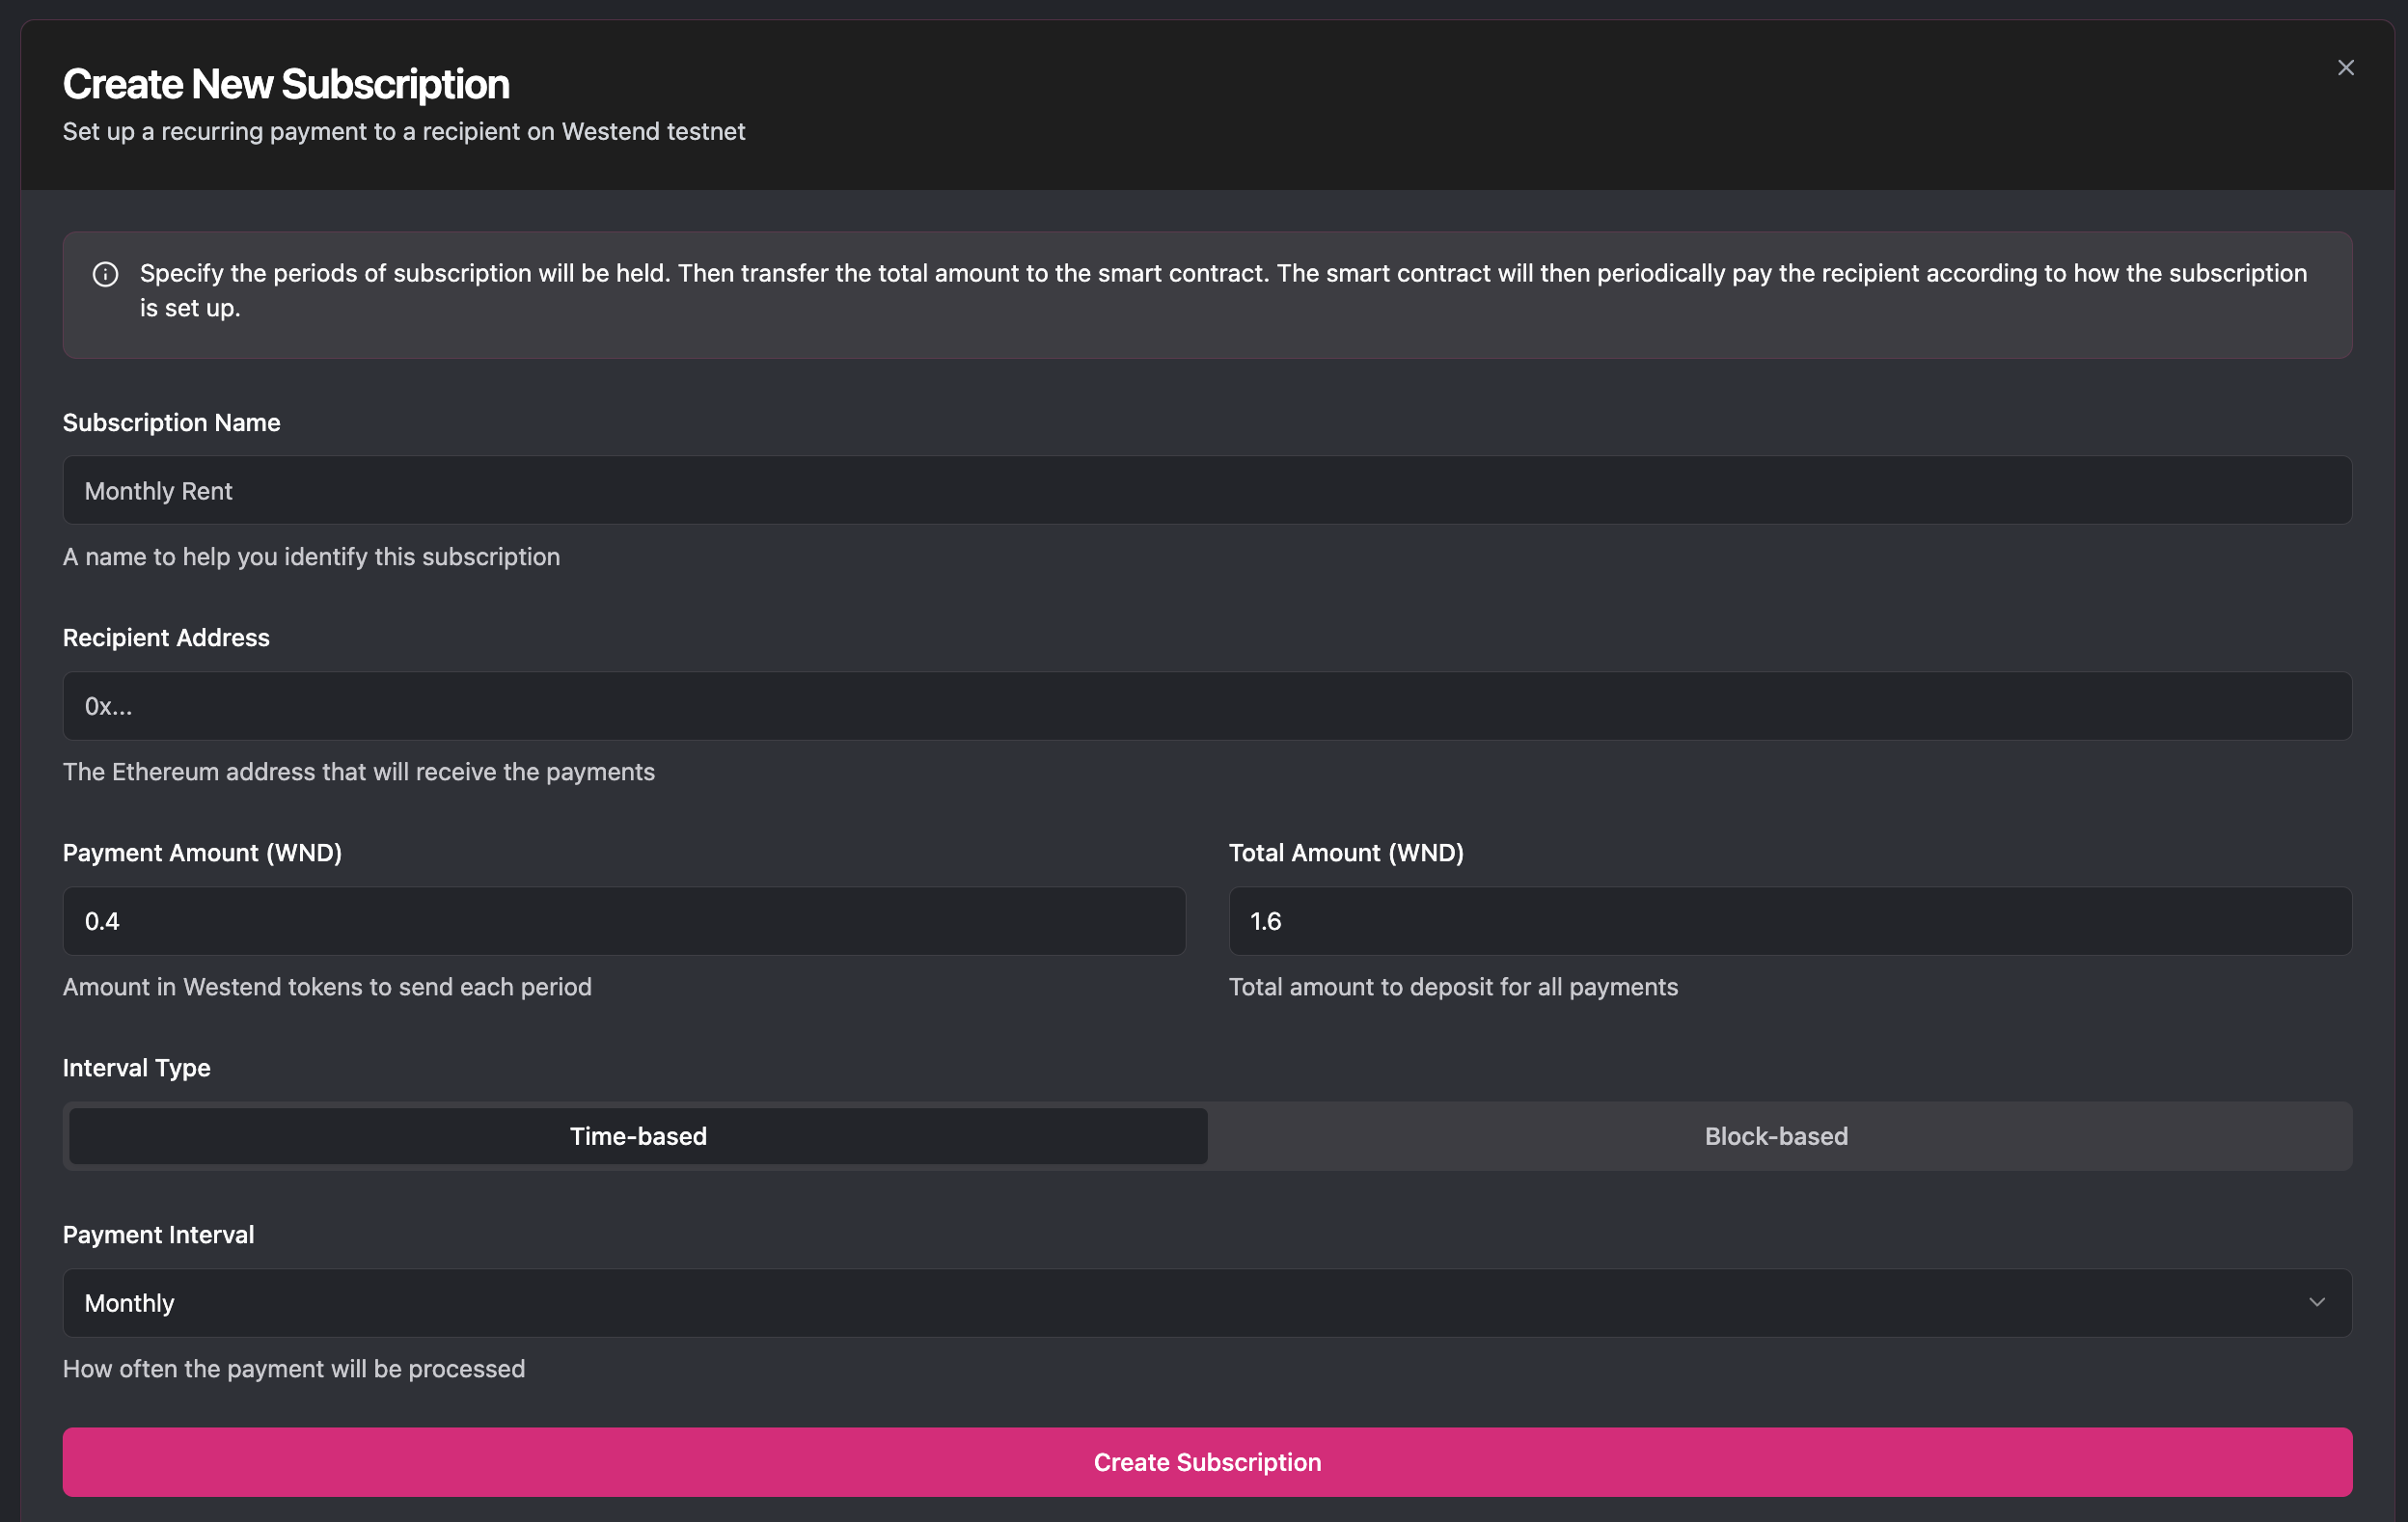 Create New Subscription
Set up a recurring payment to a recipient on Westend testnet
Specify the periods of subscription will be held. Then transfer the total amount to the smart contract. The smart contract will then periodically pay the recipient according to how the subscription
is set up.
Subscription Name
Monthly Rent
A name to help you identify this subscription
Recipient Address
0x...
The Ethereum address that will receive the payments
Payment Amount (WND)
0.4
Amount in Westend tokens to send each period
Total Amount (WND)
1.6
Total amount to deposit for all payments
Interval Type
Time-based
Block-based
Payment Interval
Monthly
How often the payment will be processed
Create Subscription